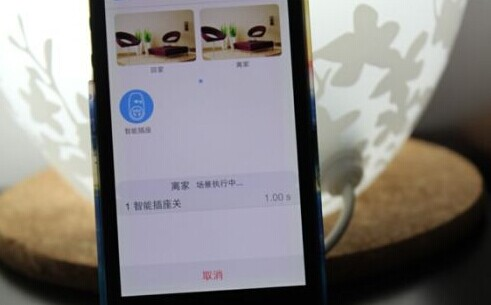 回家
离家
智能插座
离家 场景执行中...
1 智能插座关 1.00 s
取消